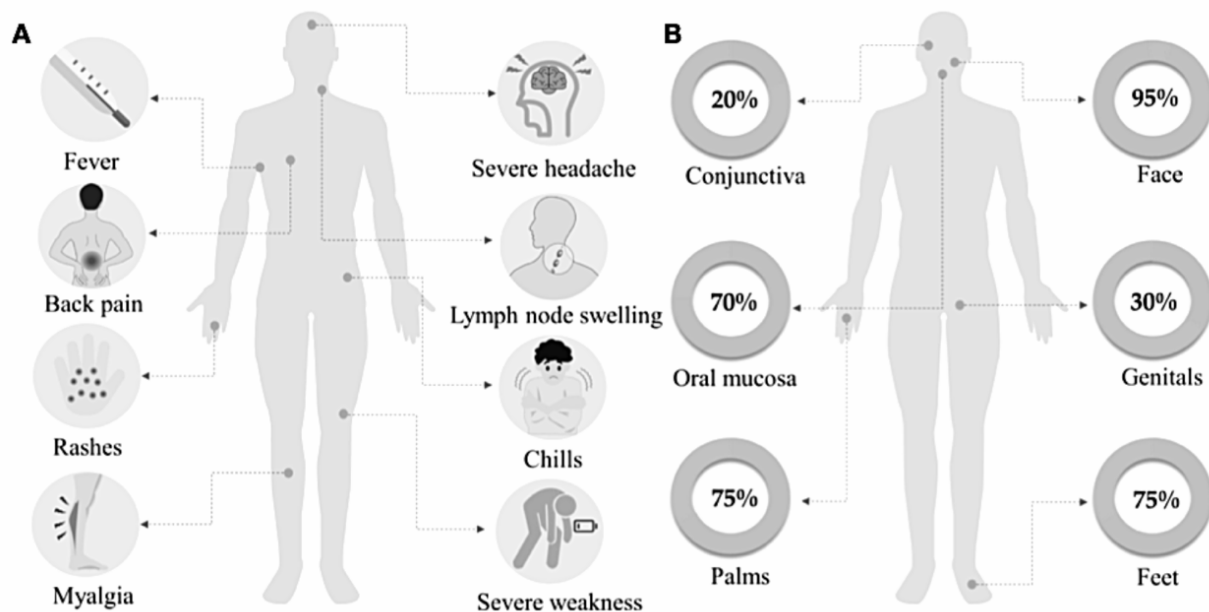 A
Fever
Severe headache
Back pain
Lymph node swelling
Rashes
Chills
Myalgia
Severe weakness
B
20%
Conjunctiva
95%
Face
70%
Oral mucosa
30%
Genitals
75%
Palms
75%
Feet